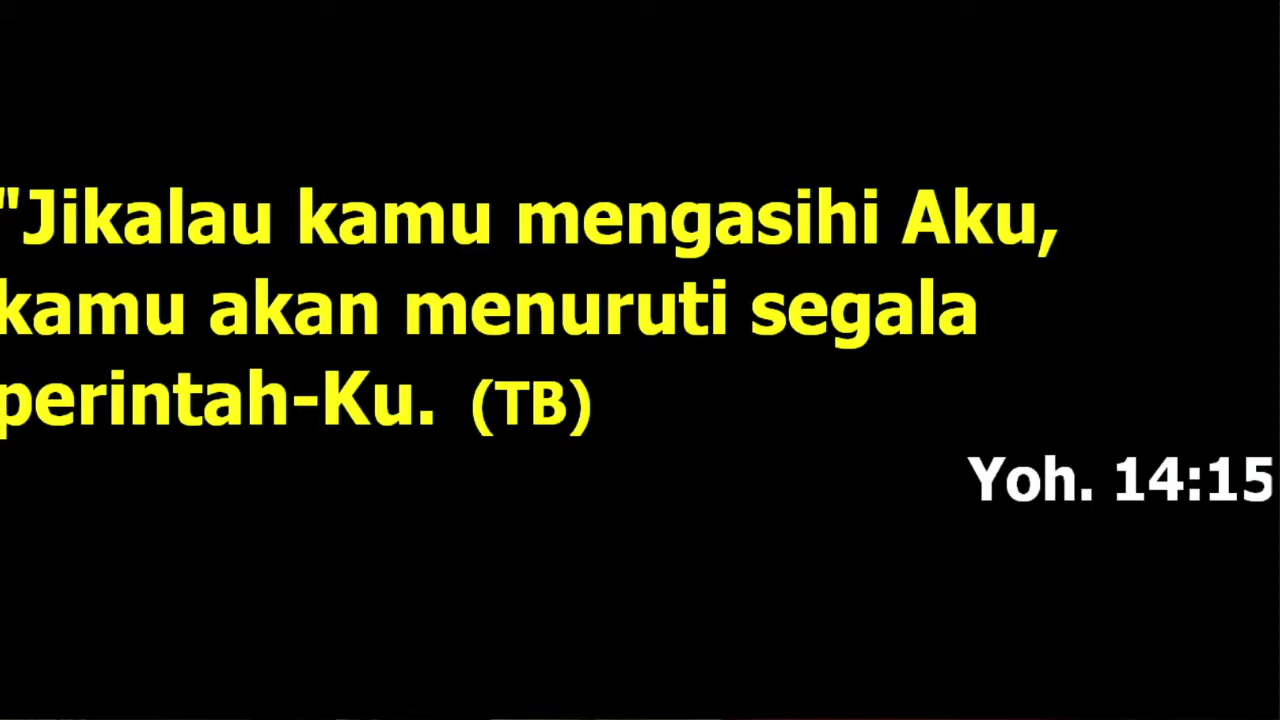 "Jikalau kamu mengasihi Aku,
kamu akan menuruti segala
perintah-Ku. (TB)
Yoh. 14:15